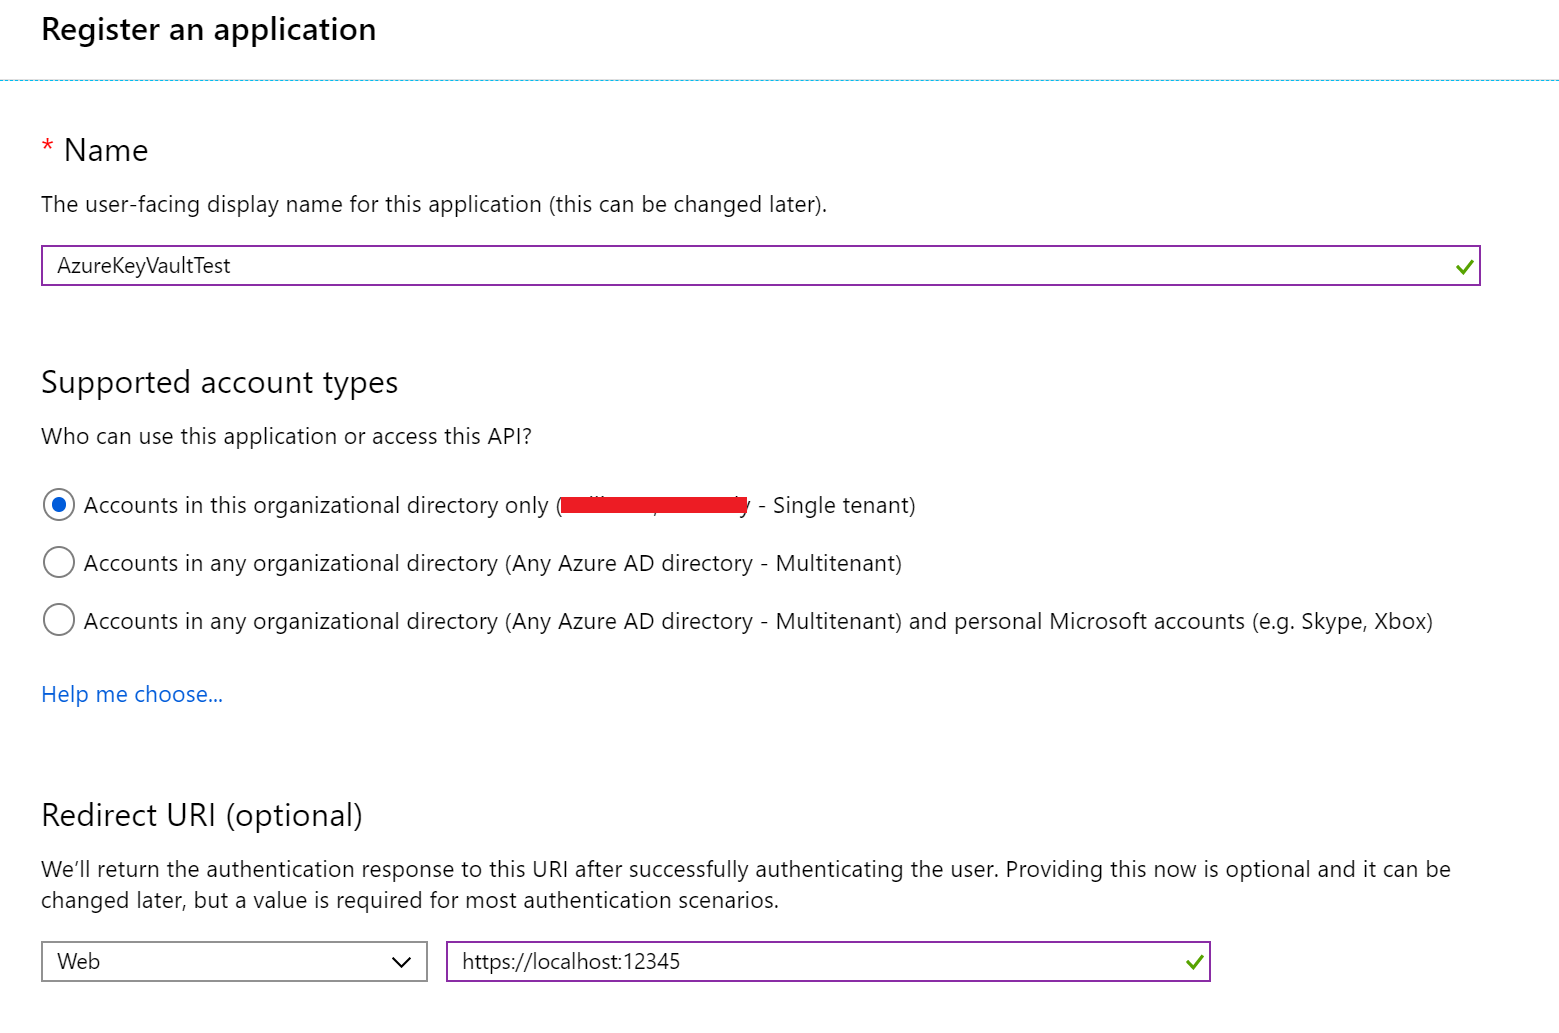 Register an application
* Name
The user-facing display name for this application (this can be changed later).
AzureKeyVaultTest
Supported account types
Who can use this application or access this API?
Accounts in this organizational directory only ( - Single tenant)
Accounts in any organizational directory (Any Azure AD directory - Multitenant)
Accounts in any organizational directory (Any Azure AD directory - Multitenant) and personal Microsoft accounts (e.g. Skype, Xbox)
Help me choose...
Redirect URI (optional)
We’ll return the authentication response to this URI after successfully authenticating the user. Providing this now is optional and it can be
changed later, but a value is required for most authentication scenarios.
Web https://localhost:12345